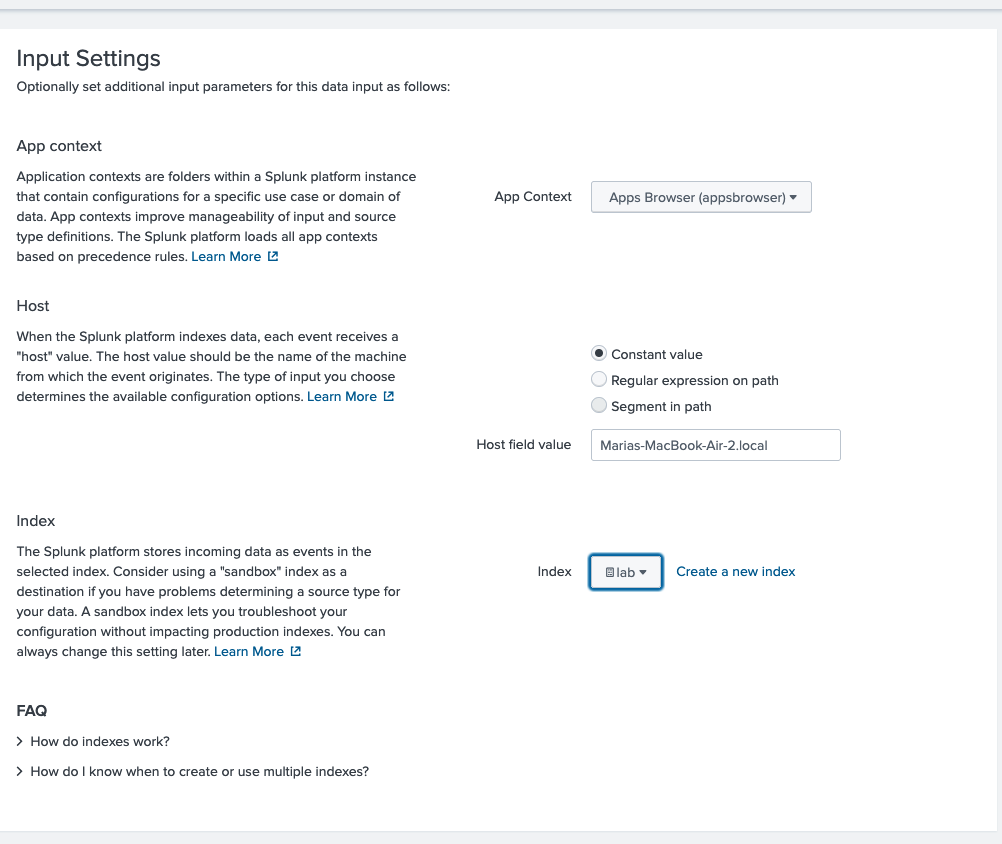 Input Settings
Optionally set additional input parameters for this data input as follows:
App context
Application contexts are folders within a Splunk platform instance
that contain configurations for a specific use case or domain of
data. App contexts improve manageability of input and source
type definitions. The Splunk platform loads all app contexts
based on precedence rules. Learn More
App Context
Apps Browser (appsbrowser)
Host
When the Splunk platform indexes data, each event receives a
"host" value. The host value should be the name of the machine
from which the event originates. The type of input you choose
determines the available configuration options. Learn More
Constant value
Regular expression on path
Segment in path
Host field value
Marias-MacBook-Air-2.local
Index
The Splunk platform stores incoming data as events in the
selected index. Consider using a "sandbox" index as a
destination if you have problems determining a source type for
your data. A sandbox index lets you troubleshoot your
configuration without impacting production indexes. You can
always change this setting later. Learn More
Index
lab
Create a new index
FAQ
How do indexes work?
How do I know when to create or use multiple indexes?